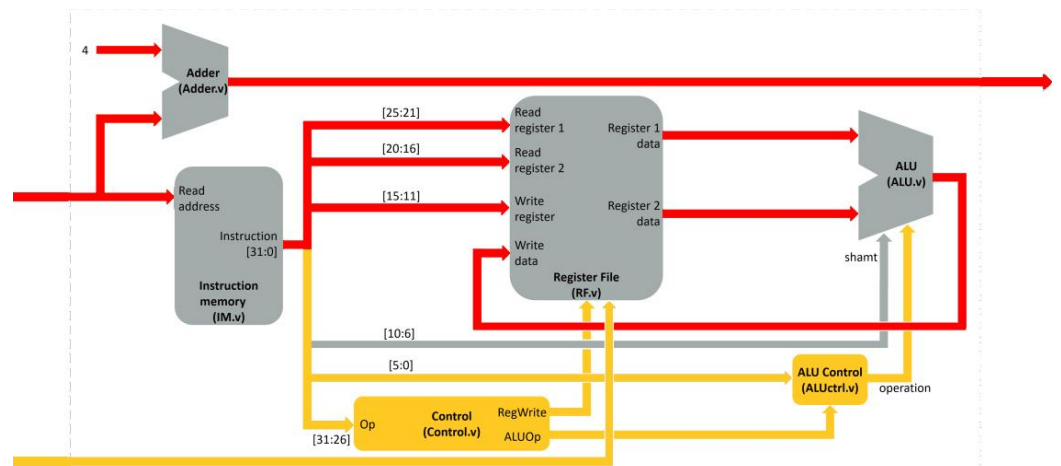 4
Adder
(Adder.v)
[25:21]
[20:16]
[15:11]
Read
address
Instruction
[31:0]
Instruction
memory
(IM.v)
Read
register 1
Read
register 2
Write
register
Write
data
Register 1
data
Register 2
data
Register File
(RF.v)
ALU
(ALU.v)
shamt
[10:6]
[5:0]
ALU Control
(ALUctrl.v)
operation
[31:26]
Op
Control
(Control.v)
RegWrite
ALUOp